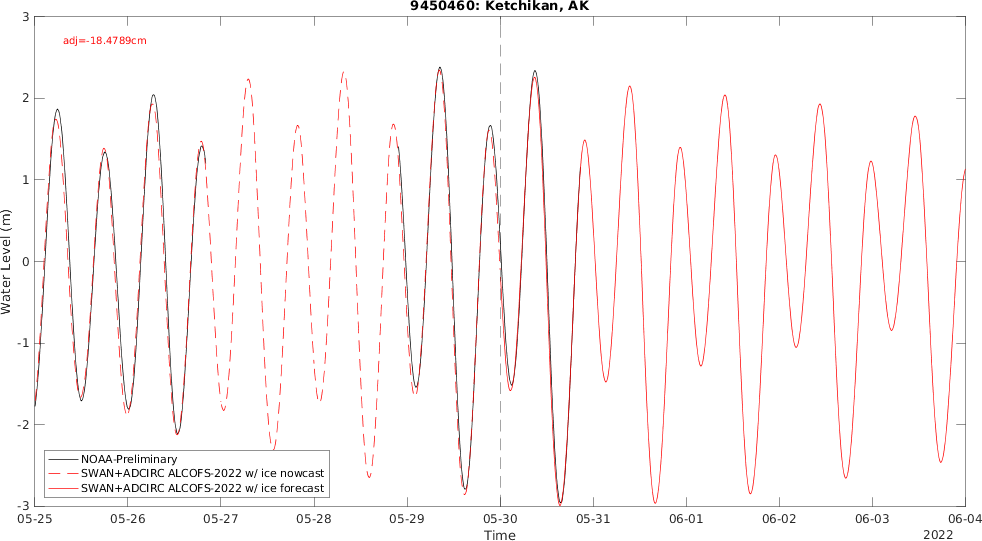 9450460: Ketchikan, AK
adj=-18.4789cm
Water Level (m)
3
2
1
0
-1
-2
-3
NOAA-Preliminary
SWAN+ADCIRC ALCOFS-2022 w/ ice nowcast
SWAN+ADCIRC ALCOFS-2022 w/ ice forecast
05-25 05-26 05-27 05-28 05-29 05-30 05-31 06-01 06-02 06-03 06-04
Time
2022